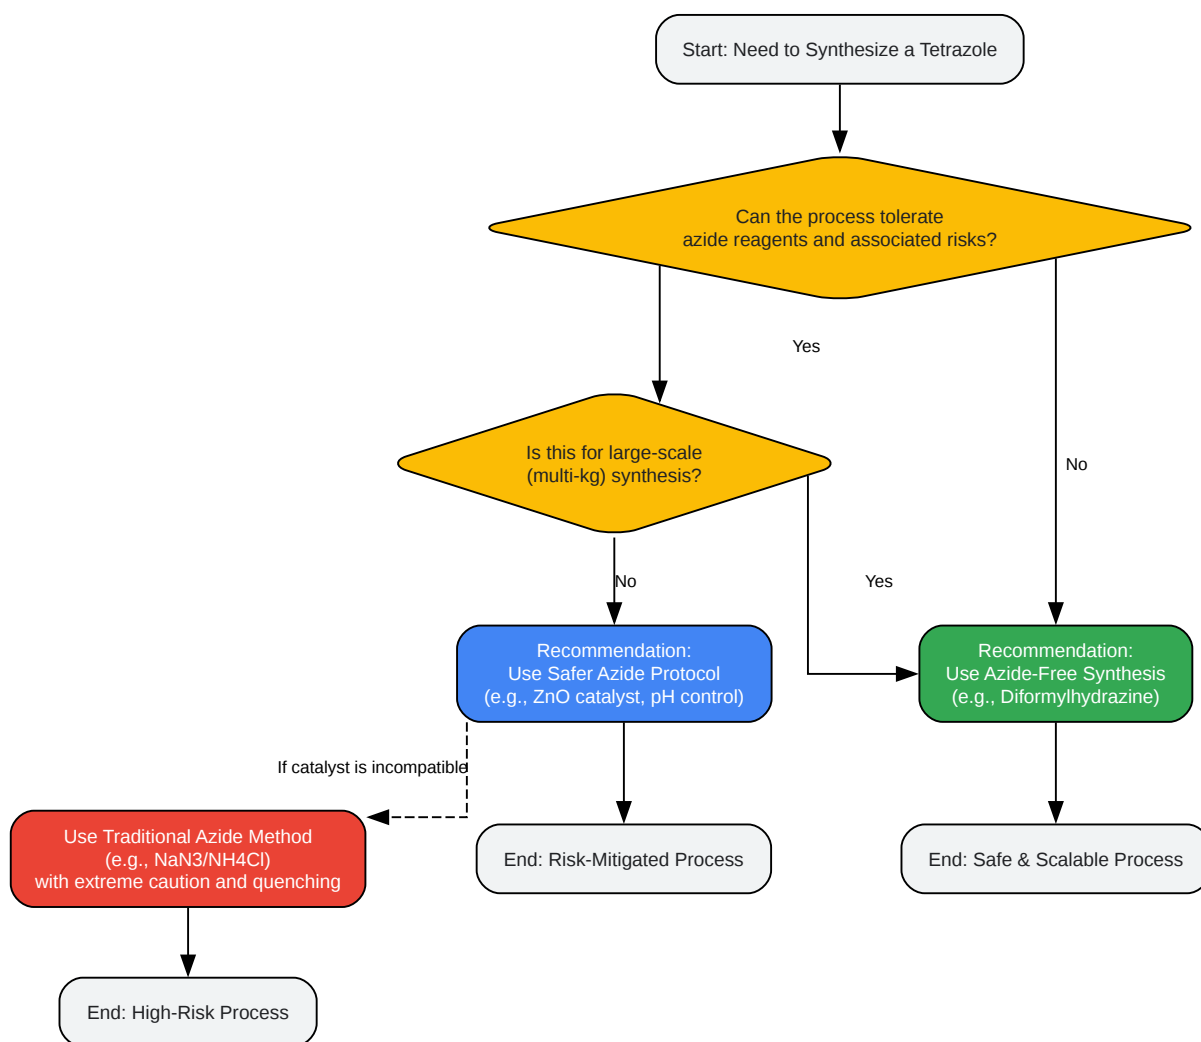 Start: Need to Synthesize a Tetrazole
Can the process tolerate
azide reagents and associated risks?
Yes
Is this for large-scale
(multi-kg) synthesis?
No
No
Yes
Recommendation:
Use Safer Azide Protocol
(e.g., ZnO catalyst, pH control)
Recommendation:
Use Azide-Free Synthesis
(e.g., Diformylhydrazine)
If catalyst is incompatible
Use Traditional Azide Method
(e.g., NaN3/NH4Cl)
with extreme caution and quenching
End: Risk-Mitigated Process
End: Safe & Scalable Process
End: High-Risk Process